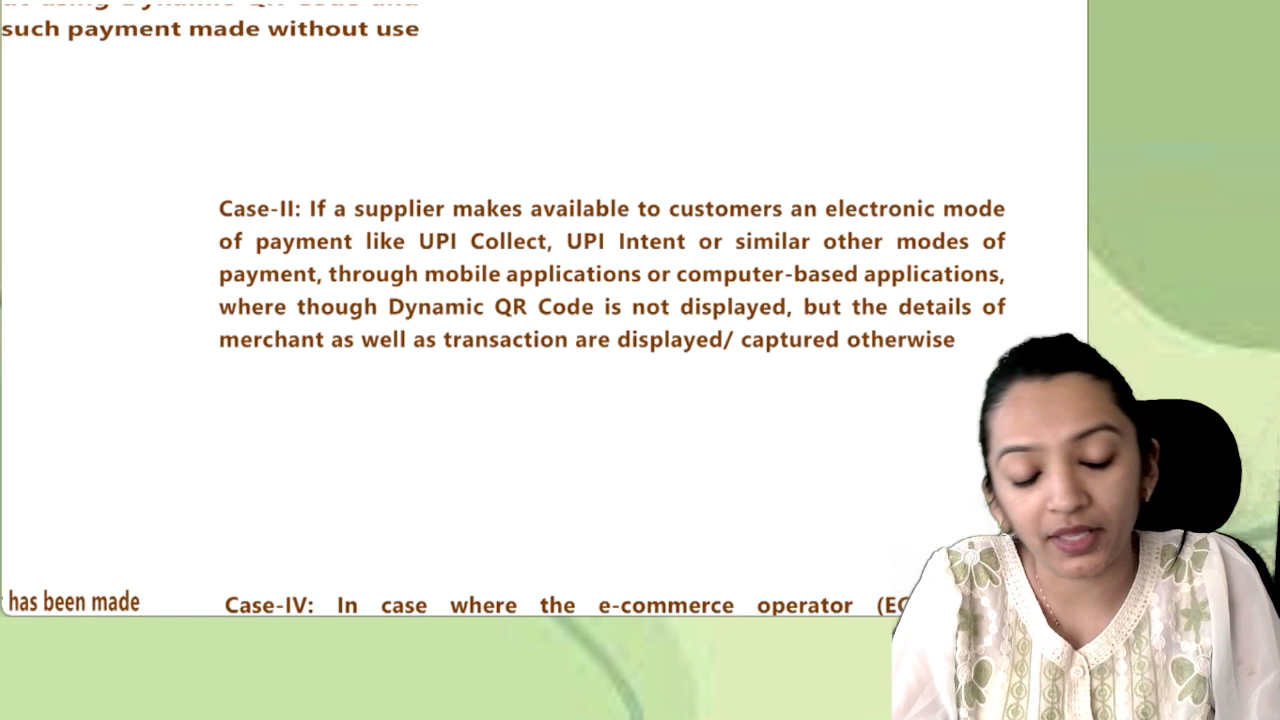 such payment made without use
Case-II: If a supplier makes available to customers an electronic mode
of payment like UPI Collect, UPI Intent or similar other modes of
payment, through mobile applications or computer-based applications,
where though Dynamic QR Code is not displayed, but the details of
merchant as well as transaction are displayed/ captured otherwise
has been made
Case-IV: In case where the e-commerce operator